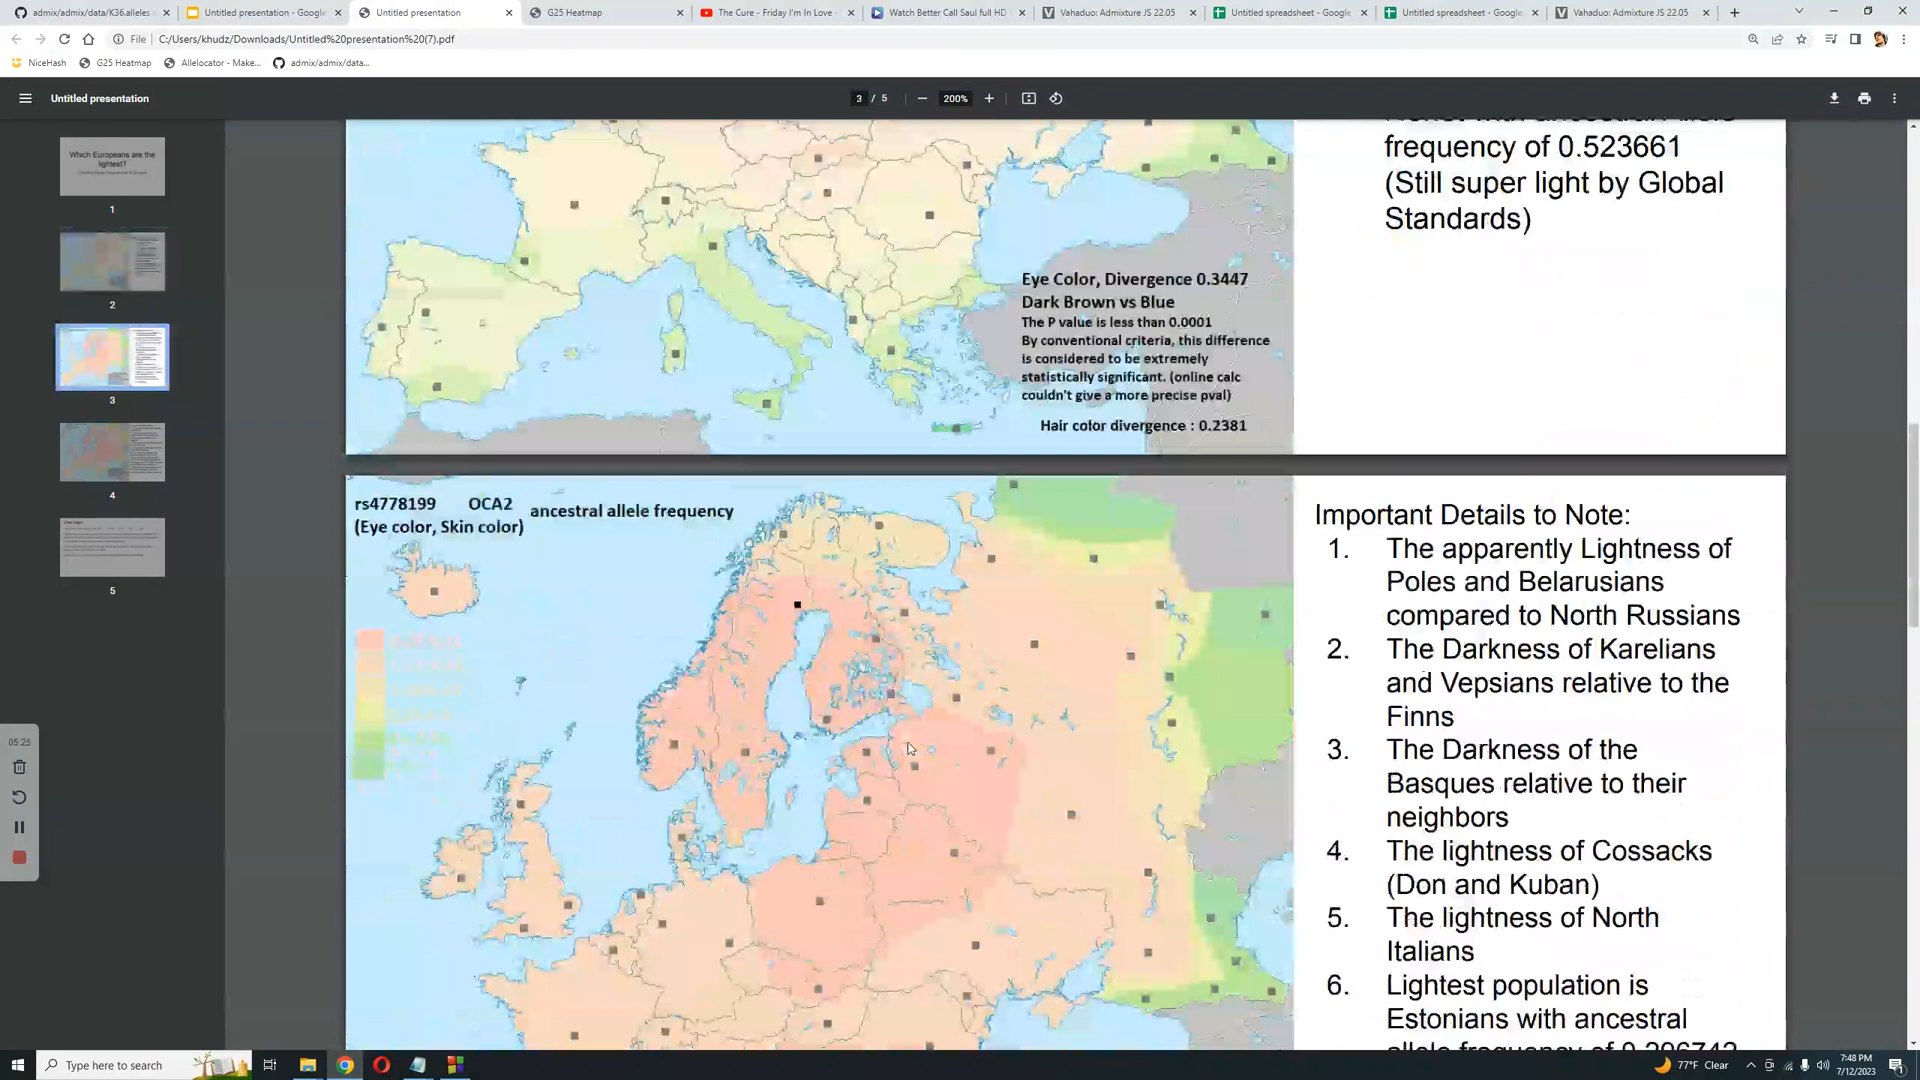 admix/admix/data/K36.alleles
Untitled presentation - Google
Untitled presentation
G25 Heatmap
The Cure - Friday I'm In Love -
Watch Better Call Saul full HD
Vahaduo: Admixture JS 22.05
Untitled spreadsheet - Google
Untitled spreadsheet - Google
Vahaduo: Admixture JS 22.05
File
C:/Users/khudz/Downloads/Untitled%20presentation%20(7).pdf
NiceHash
G25 Heatmap
Allelocator - Make...
admix/admix/data...
Untitled presentation
3 / 5
200%
Which Europeans are the
lightest?
1
2
3
4
5
frequency of 0.523661
(Still super light by Global
Standards)
Eye Color, Divergence 0.3447
Dark Brown vs Blue
The P value is less than 0.0001
By conventional criteria, this difference
is considered to be extremely
statistically significant. (online calc
couldn't give a more precise pval)
Hair color divergence : 0.2381
rs4778199 OCA2 ancestral allele frequency
(Eye color, Skin color)
Important Details to Note:
1. The apparently Lightness of
Poles and Belarusians
compared to North Russians
2. The Darkness of Karelians
and Vepsians relative to the
Finns
3. The Darkness of the
Basques relative to their
neighbors
4. The lightness of Cossacks
(Don and Kuban)
5. The lightness of North
Italians
6. Lightest population is
Estonians with ancestral
05:25
Type here to search
77°F Clear
7:48 PM
7/12/2023